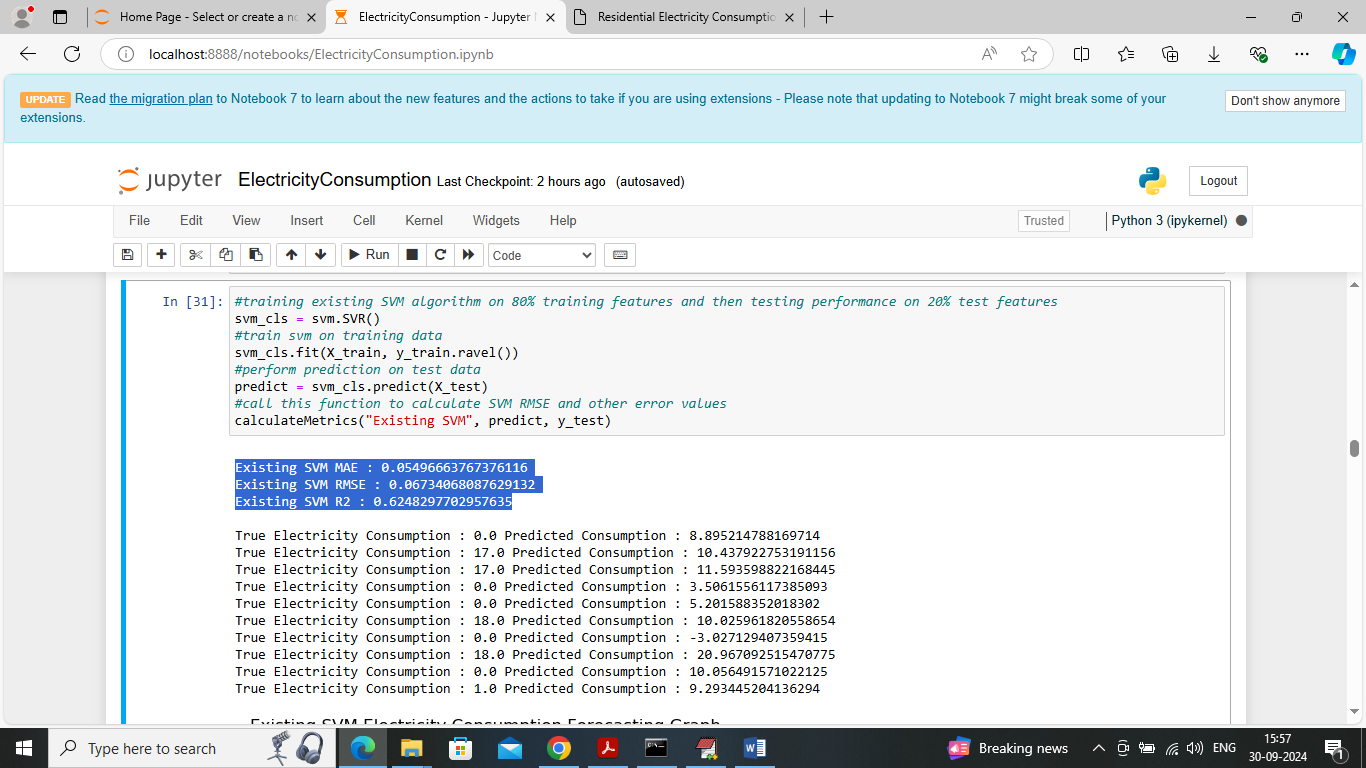 Home Page - Select or create a no
ElectricityConsumption - Jupyter
Residential Electricity Consumptio
localhost:8888/notebooks/ElectricityConsumption.ipynb
UPDATE Read the migration plan to Notebook 7 to learn about the new features and the actions to take if you are using extensions - Please note that updating to Notebook 7 might break some of your
extensions.
Don't show anymore
jupyter ElectricityConsumption Last Checkpoint: 2 hours ago (autosaved)
Logout
File Edit View Insert Cell Kernel Widgets Help
Trusted
Python 3 (ipykernel)
Run
Code
In [31]:
#training existing SVM algorithm on 80% training features and then testing performance on 20% test features
svm_cls = svm.SVR()
#train svm on training data
svm_cls.fit(X_train, y_train.ravel())
#perform prediction on test data
predict = svm_cls.predict(X_test)
#call this function to calculate SVM RMSE and other error values
calculateMetrics("Existing SVM", predict, y_test)
Existing SVM MAE : 0.05496663767376116
Existing SVM RMSE : 0.06734068087629132
Existing SVM R2 : 0.6248297702957635
True Electricity Consumption : 0.0 Predicted Consumption : 8.895214788169714
True Electricity Consumption : 17.0 Predicted Consumption : 10.437922753191156
True Electricity Consumption : 17.0 Predicted Consumption : 11.593598822168445
True Electricity Consumption : 0.0 Predicted Consumption : 3.5061556117385093
True Electricity Consumption : 0.0 Predicted Consumption : 5.201588352018302
True Electricity Consumption : 18.0 Predicted Consumption : 10.025961820558654
True Electricity Consumption : 0.0 Predicted Consumption : -3.027129407359415
True Electricity Consumption : 18.0 Predicted Consumption : 20.967092515470775
True Electricity Consumption : 0.0 Predicted Consumption : 10.056491571022125
True Electricity Consumption : 1.0 Predicted Consumption : 9.293445204136294
Existing SVM Electricity Consumption Forecasting Graph
Type here to search
Breaking news
ENG
15:57
30-09-2024
1